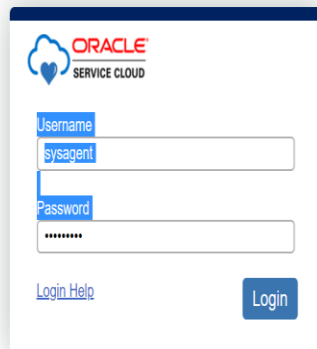 ORACLE
SERVICE CLOUD
Username
sysagent
Password
•••••••••
Login Help
Login